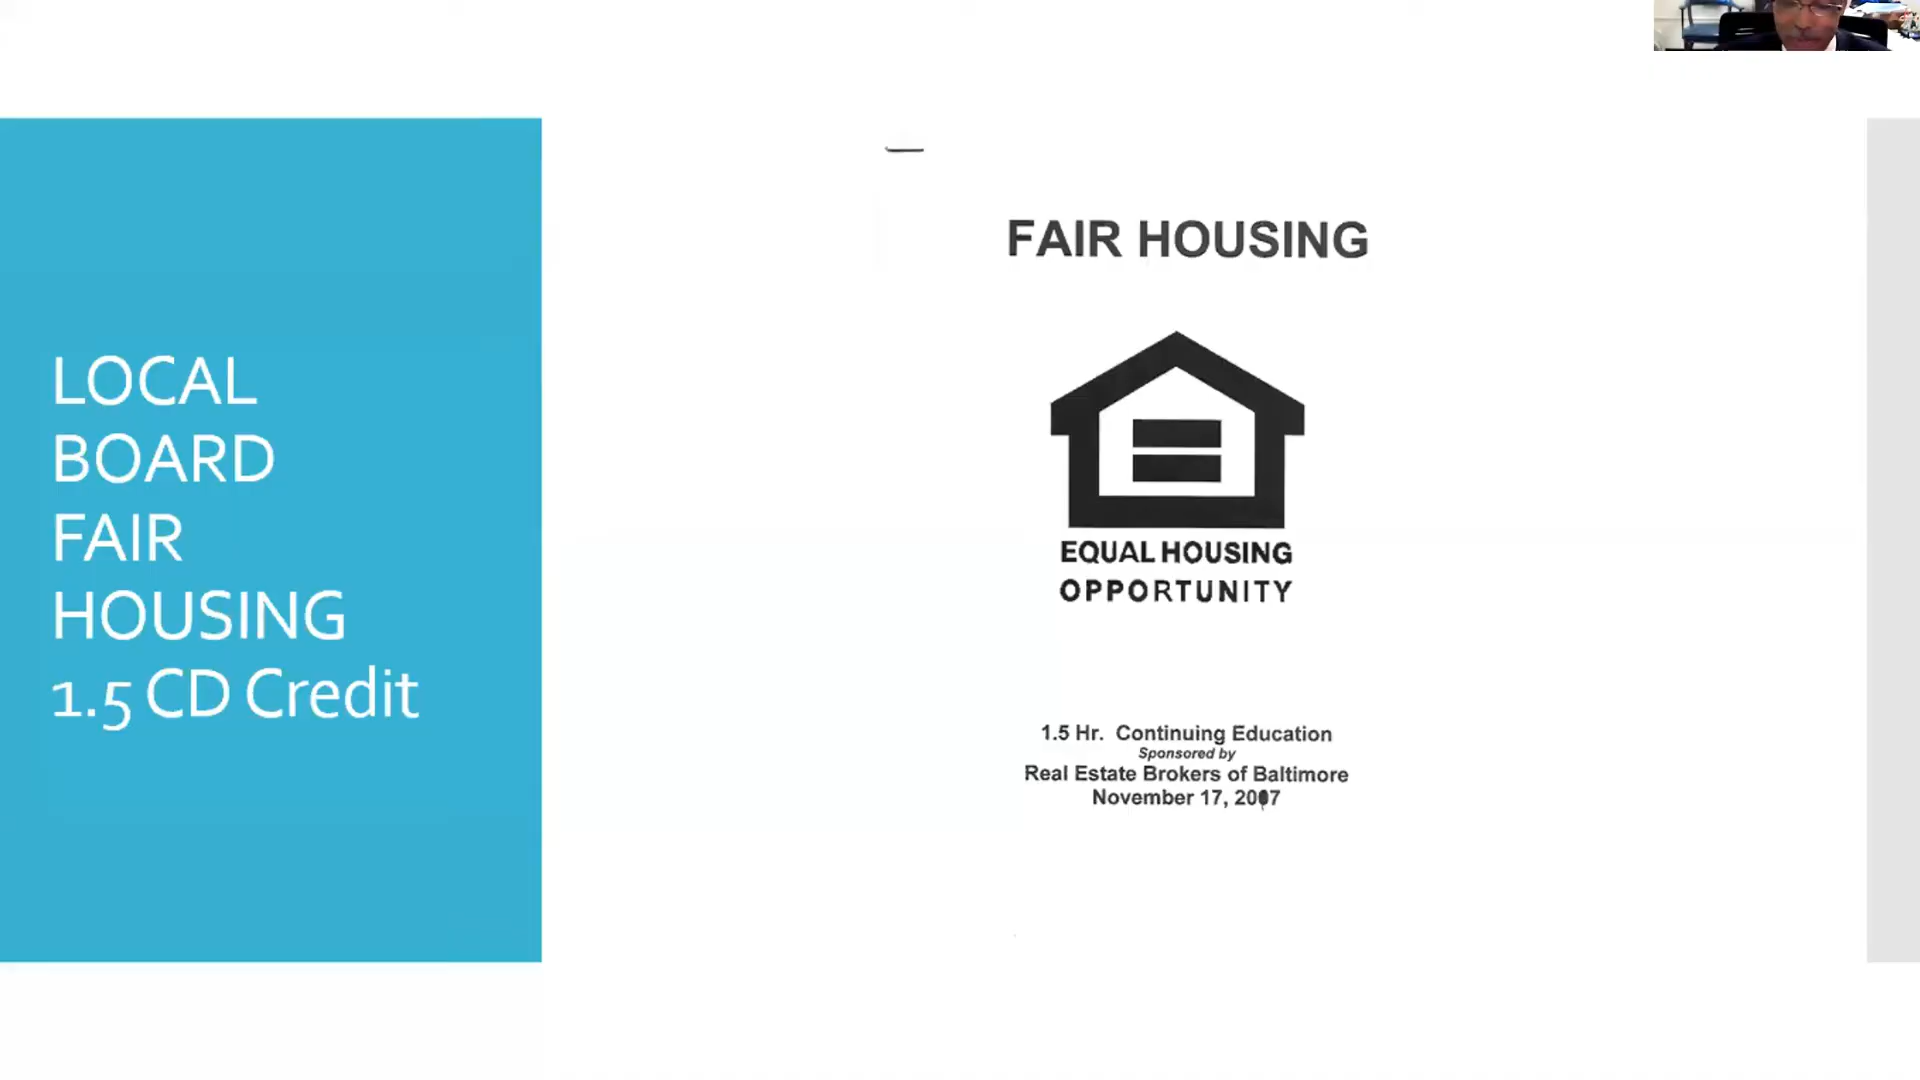 LOCAL
BOARD
FAIR
HOUSING
1.5 CD Credit
FAIR HOUSING
EQUAL HOUSING
OPPORTUNITY
1.5 Hr. Continuing Education
Sponsored by
Real Estate Brokers of Baltimore
November 17, 2007